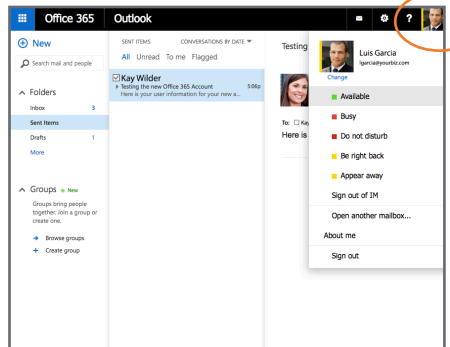 Office 365
Outlook
?
New
Search mail and people
Folders
Inbox 3
Sent Items
Drafts 1
More
Groups New
Groups bring people
together. Join a group or
create one.
Browse groups
Create group
SENT ITEMS CONVERSATIONS BY DATE
All Unread To me Flagged
Kay Wilder
Testing the new Office 365 Account 5:06p
Here is your user information for your new a...
Testing
To: Kay
Here is
Luis Garcia
lgarcia@yourbiz.com
Change
Available
Busy
Do not disturb
Be right back
Appear away
Sign out of IM
Open another mailbox...
About me
Sign out